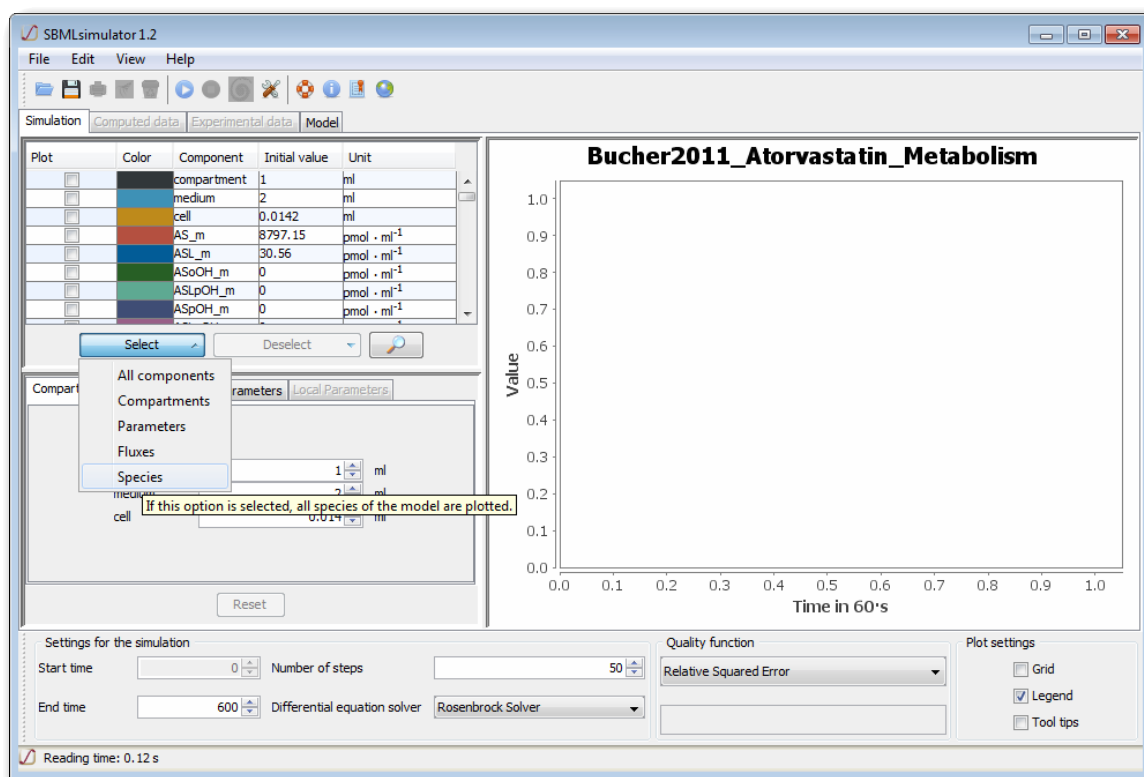 SBMLsimulator 1.2
File Edit View Help
Simulation Computed data Experimental data Model
Plot Color Component Initial value Unit
compartment 1 ml
medium 2 ml
cell 0.0142 ml
AS_m 8797.15 pmol · ml⁻¹
ASL_m 30.56 pmol · ml⁻¹
ASoOH_m 0 pmol · ml⁻¹
ASLpOH_m 0 pmol · ml⁻¹
ASpOH_m 0 pmol · ml⁻¹
Select Deselect
All components
Compartments
Parameters
Fluxes
Species
Local Parameters
1 ml
medium 2 ml
If this option is selected, all species of the model are plotted.
cell 0.014 ml
Reset
Bucher2011_Atorvastatin_Metabolism
Value
1.0
0.9
0.8
0.7
0.6
0.5
0.4
0.3
0.2
0.1
0.0
0.0 0.1 0.2 0.3 0.4 0.5 0.6 0.7 0.8 0.9 1.0
Time in 60's
Settings for the simulation
Start time 0 Number of steps 50
End time 600 Differential equation solver Rosenbrock Solver
Quality function
Relative Squared Error
Plot settings
Grid
Legend
Tool tips
Reading time: 0.12 s